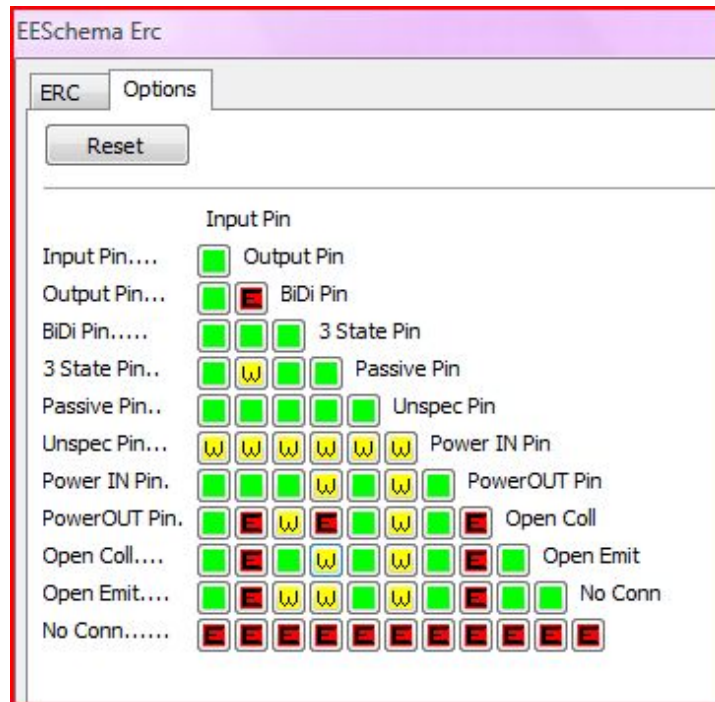 EESchema Erc
ERC Options
Reset
Input Pin
Input Pin.... Output Pin
Output Pin... E BiDi Pin
BiDi Pin..... 3 State Pin
3 State Pin.. W Passive Pin
Passive Pin.. Unspec Pin
Unspec Pin... W W W W W W Power IN Pin
Power IN Pin. W W PowerOUT Pin
PowerOUT Pin. E W E W E Open Coll
Open Coll.... E W W E Open Emit
Open Emit.... E W W W E No Conn
No Conn...... E E E E E E E E E E E